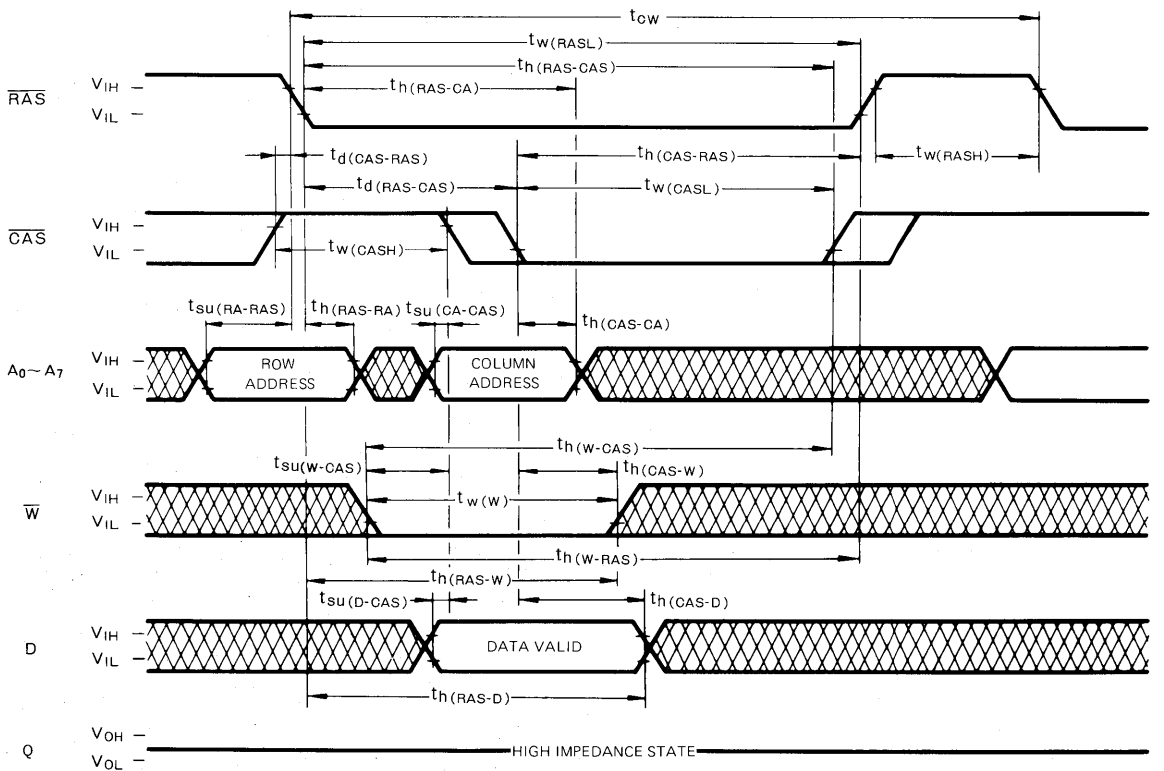 tCW
tw(RASL)
th(RAS-CAS)
th(RAS-CA)
RAS
VIH
VIL
td(CAS-RAS)
th(CAS-RAS)
tw(RASH)
td(RAS-CAS)
tw(CASL)
CAS
VIH
VIL
tw(CASH)
tsu(RA-RAS)
th(RAS-RA)
tsu(CA-CAS)
th(CAS-CA)
A0~A7
VIH
VIL
ROW
ADDRESS
COLUMN
ADDRESS
th(W-CAS)
tsu(W-CAS)
th(CAS-W)
W
VIH
VIL
tw(W)
th(W-RAS)
th(RAS-W)
tsu(D-CAS)
th(CAS-D)
D
VIH
VIL
DATA VALID
th(RAS-D)
Q
VOH
VOL
HIGH IMPEDANCE STATE